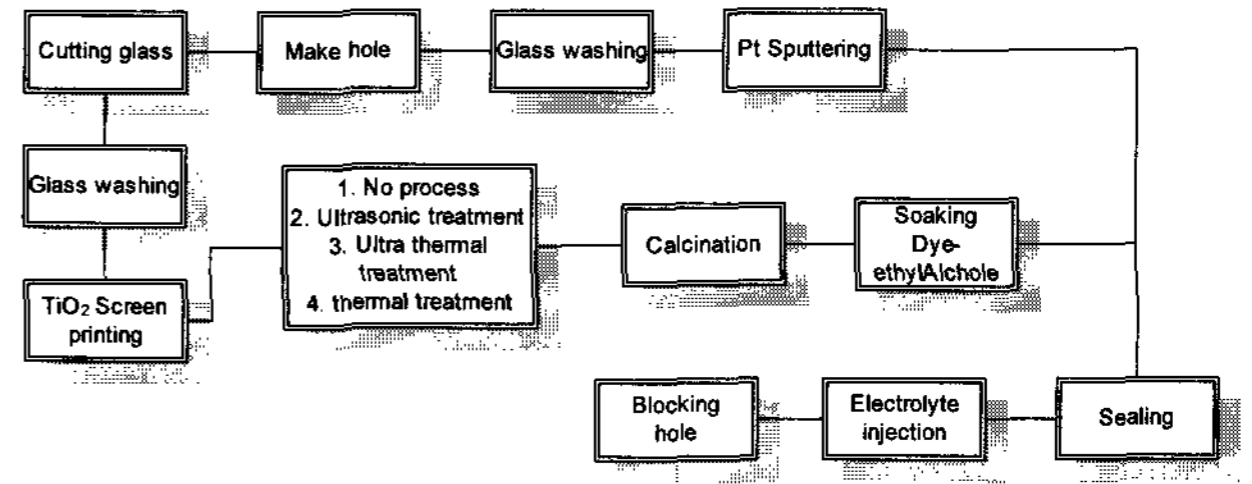 Cutting glass
Make hole
Glass washing
Pt Sputtering
Glass washing
1. No process
2. Ultrasonic treatment
3. Ultra thermal
treatment
4. thermal treatment
Calcination
Soaking
Dye-
ethylAlchole
TiO₂ Screen
printing
Blocking
hole
Electrolyte
injection
Sealing